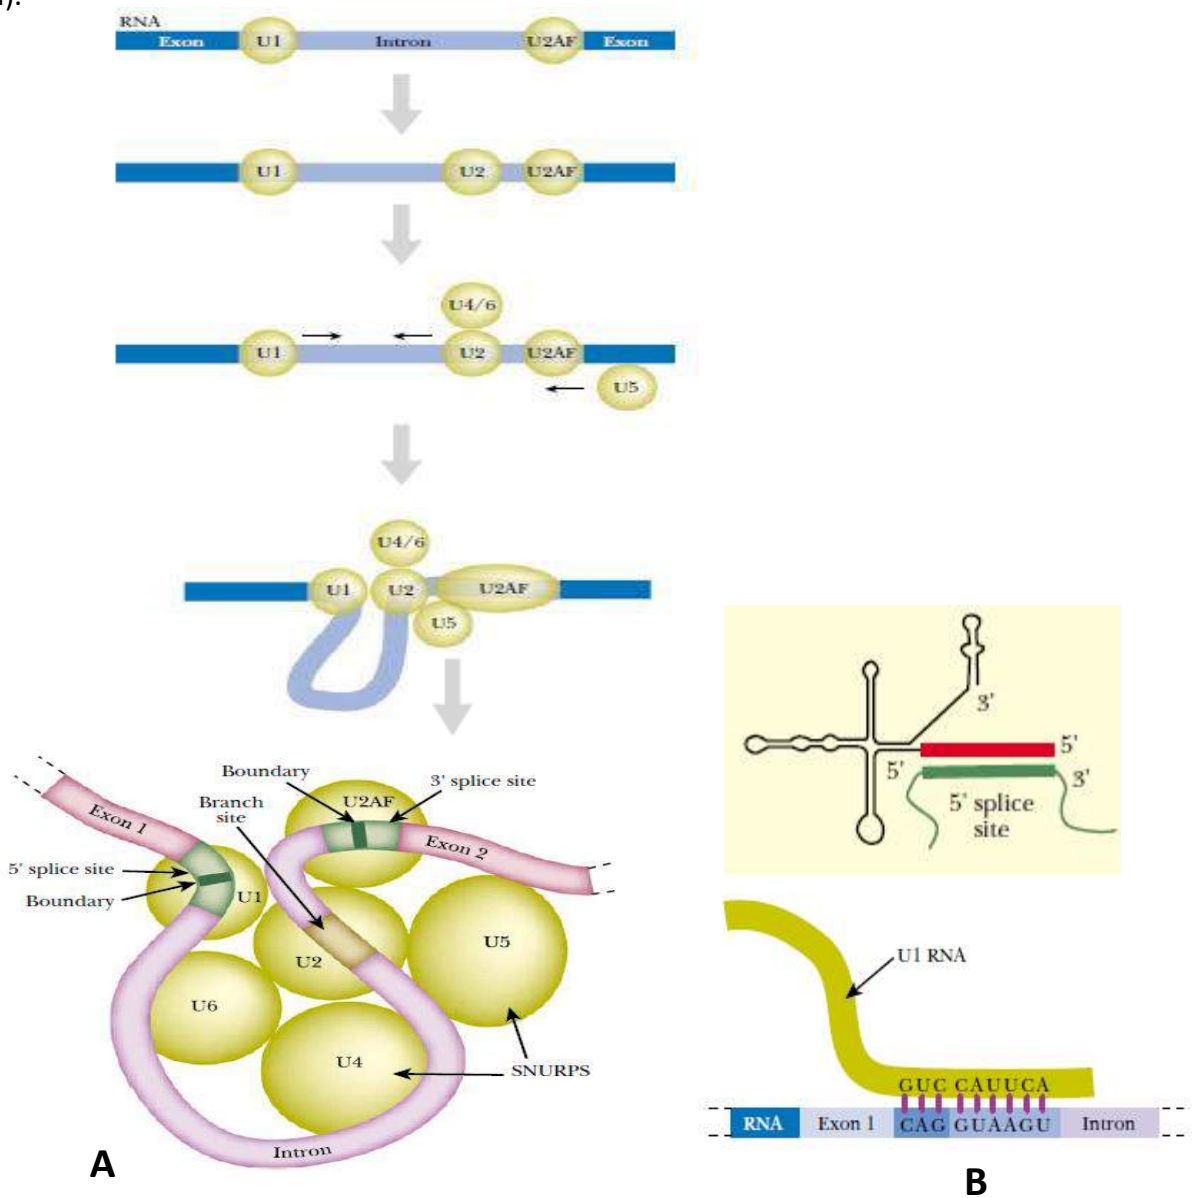 RNA
Exon U1 Intron U2AF Exon
U1 U2 U2AF
U4/6
U1 U2 U2AF
U5
U4/6
U1 U2 U2AF
U5
Boundary
3' splice site
Branch
site
U2AF
Exon 1
Exon 2
5' splice site
Boundary
U1
U2
U5
U6
U4
SNURPS
Intron
A
3'
5'
5'
3'
5' splice
site
U1 RNA
GUC CAUUCA
RNA Exon 1 CAG GUAAGU Intron
B